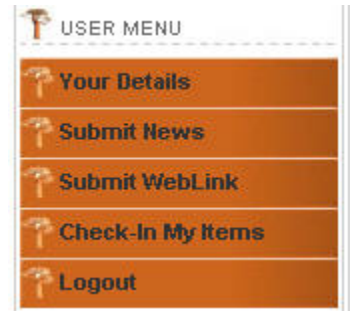 USER MENU
Your Details
Submit News
Submit WebLink
Check-In My Items
Logout